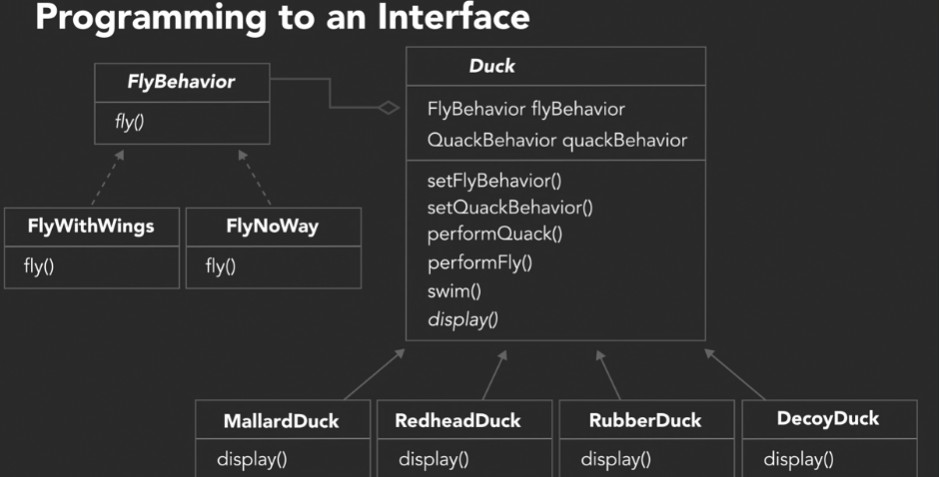 Programming to an Interface
FlyBehavior
fly()
FlyWithWings
fly()
FlyNoWay
fly()
Duck
FlyBehavior flyBehavior
QuackBehavior quackBehavior
setFlyBehavior()
setQuackBehavior()
performQuack()
performFly()
swim()
display()
MallardDuck
display()
RedheadDuck
display()
RubberDuck
display()
DecoyDuck
display()